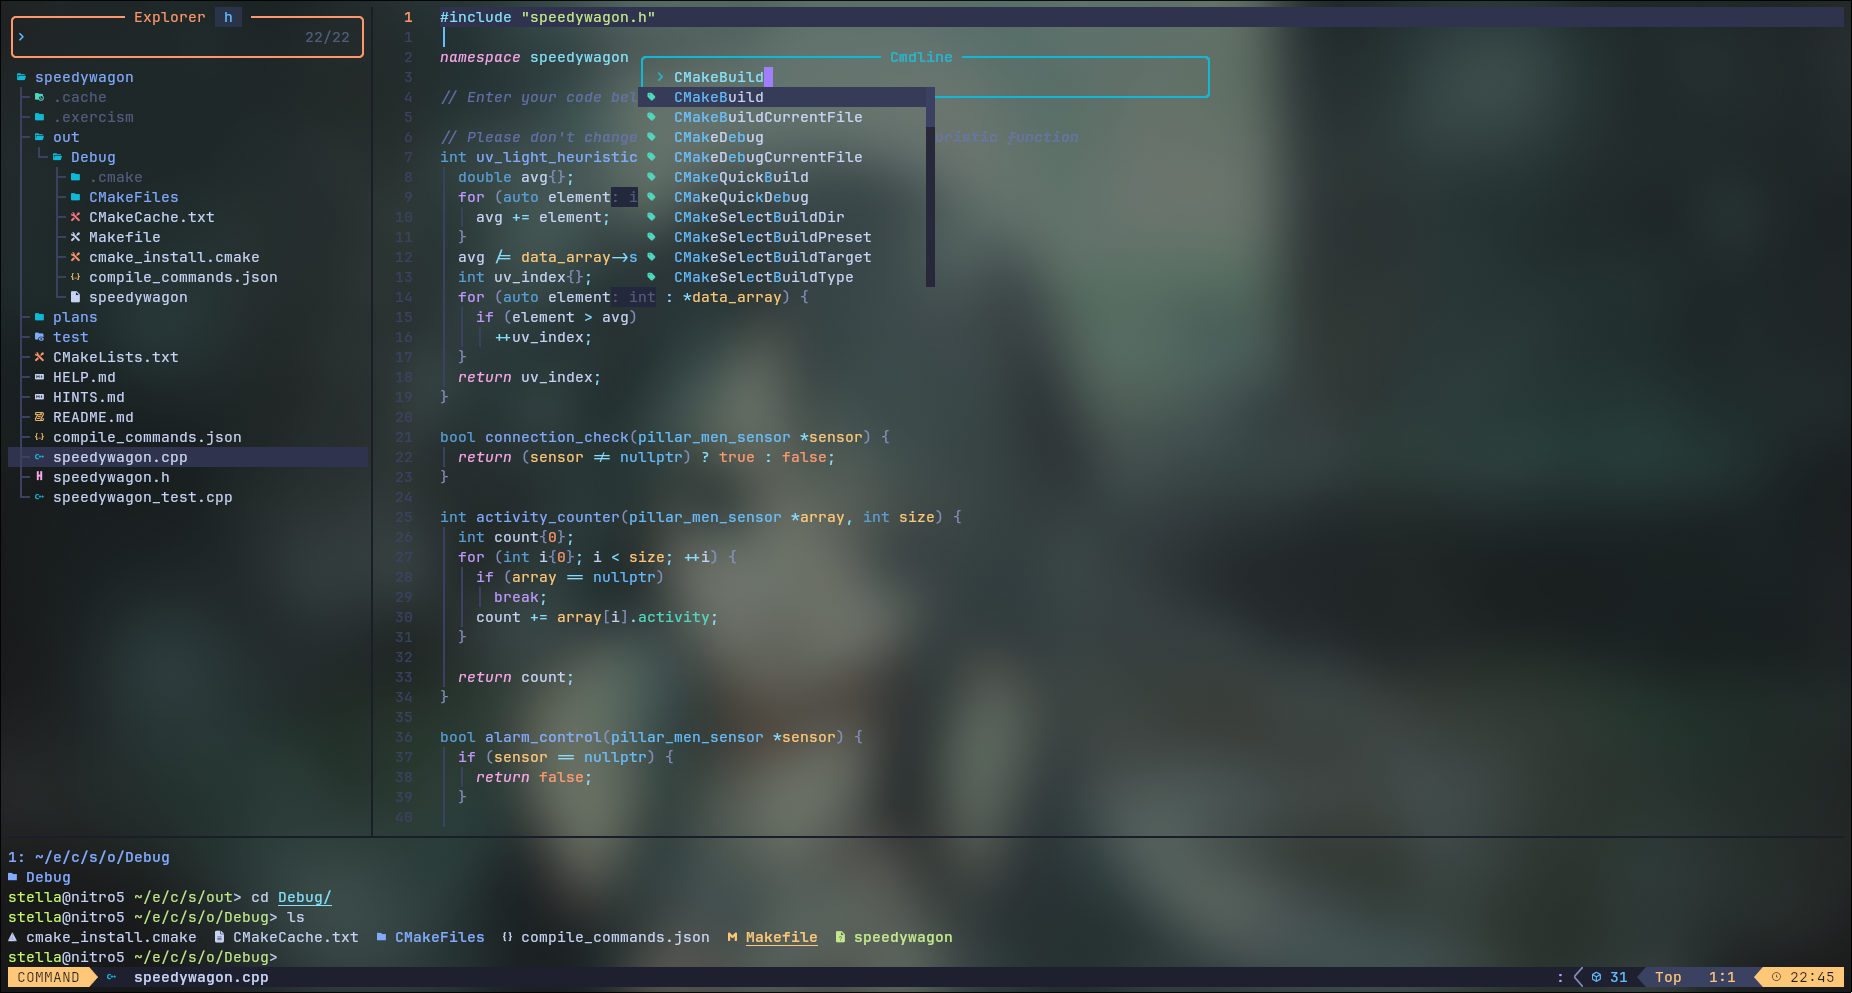 Explorer h
> 22/22
speedywagon
.cache
.exercism
out
Debug
.cmake
CMakeFiles
CMakeCache.txt
Makefile
cmake_install.cmake
compile_commands.json
speedywagon
plans
test
CMakeLists.txt
HELP.md
HINTS.md
README.md
compile_commands.json
speedywagon.cpp
speedywagon.h
speedywagon_test.cpp
1 #include "speedywagon.h"
1
2 namespace speedywagon
3
4 // Enter your code bel
5
6 // Please don't change uristic function
7 int uv_light_heuristic
8 double avg{};
9 for (auto element: i
10 avg += element;
11 }
12 avg /= data_array->s
13 int uv_index{};
14 for (auto element: int : *data_array) {
15 if (element > avg)
16 ++uv_index;
17 }
18 return uv_index;
19 }
20
21 bool connection_check(pillar_men_sensor *sensor) {
22 return (sensor != nullptr) ? true : false;
23 }
24
25 int activity_counter(pillar_men_sensor *array, int size) {
26 int count{0};
27 for (int i{0}; i < size; ++i) {
28 if (array == nullptr)
29 break;
30 count += array[i].activity;
31 }
32
33 return count;
34 }
35
36 bool alarm_control(pillar_men_sensor *sensor) {
37 if (sensor == nullptr) {
38 return false;
39 }
40
Cmdline
> CMakeBuild
CMakeBuild
CMakeBuildCurrentFile
CMakeDebug
CMakeDebugCurrentFile
CMakeQuickBuild
CMakeQuickDebug
CMakeSelectBuildDir
CMakeSelectBuildPreset
CMakeSelectBuildTarget
CMakeSelectBuildType
1: ~/e/c/s/o/Debug
Debug
stella@nitro5 ~/e/c/s/out> cd Debug/
stella@nitro5 ~/e/c/s/o/Debug> ls
cmake_install.cmake CMakeCache.txt CMakeFiles compile_commands.json Makefile speedywagon
stella@nitro5 ~/e/c/s/o/Debug>
COMMAND speedywagon.cpp : 31 Top 1:1 22:45